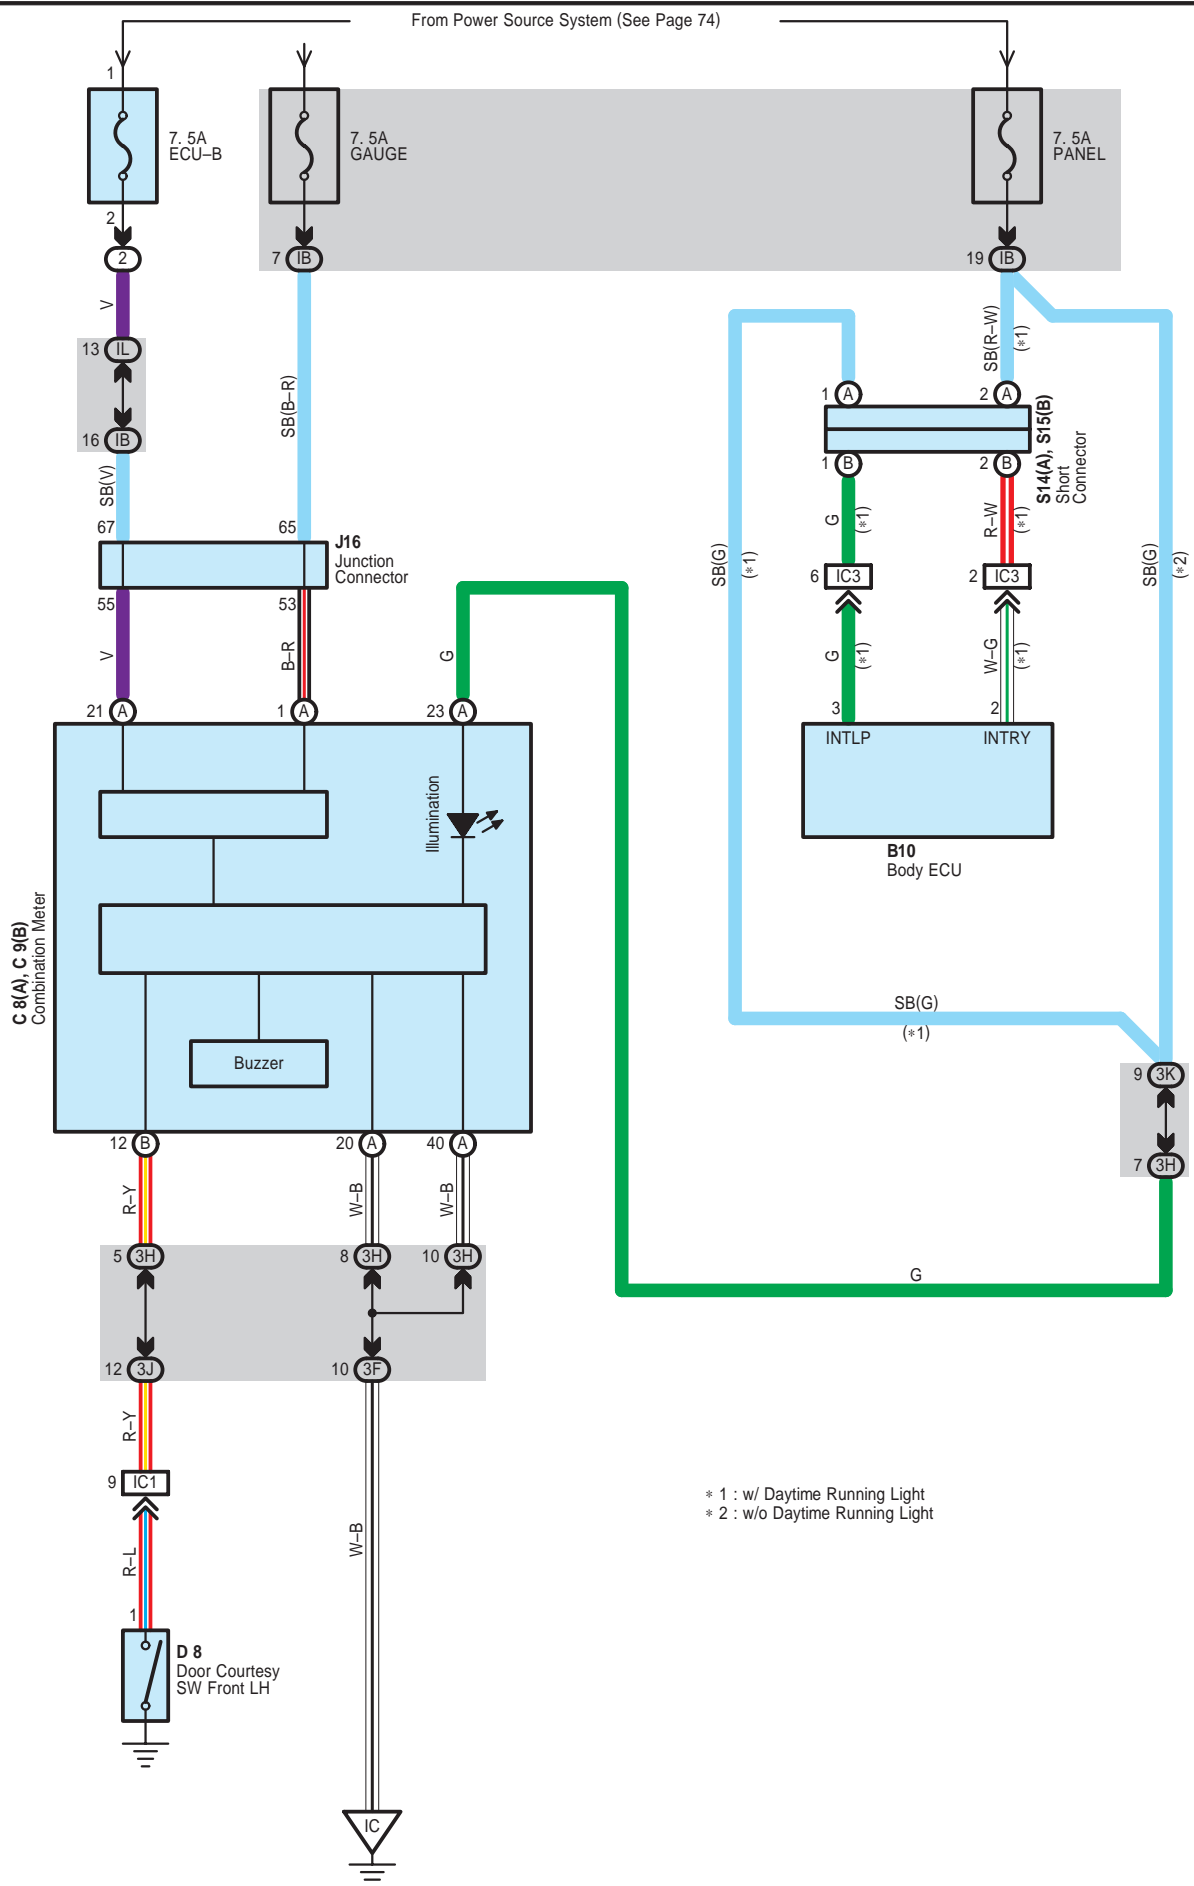 From Power Source System (See Page 74)
1
7. 5A
ECU–B
7. 5A
GAUGE
7. 5A
PANEL
2
2
7 IB
19 IB
V
13 IL
SB(B–R)
SB(R–W)
(∗1)
16 IB
SB(V)
1 A
2 A
1 B
2 B
S14(A), S15(B)
Short
Connector
67
65
J16
Junction
Connector
G
(∗1)
R–W
(∗1)
SB(G)
(∗1)
SB(G)
(∗2)
6 IC3
2 IC3
55
53
V
B–R
G
G
(∗1)
W–G
(∗1)
21 A
1 A
23 A
3
2
INTLP
INTRY
Illumination
B10
Body ECU
C 8(A), C 9(B)
Combination Meter
SB(G)
(∗1)
Buzzer
9 3K
12 B
20 A
40 A
7 3H
R–Y
W–B
W–B
5 3H
8 3H
10 3H
G
12 3J
10 3F
R–Y
9 IC1
∗ 1 : w/ Daytime Running Light
∗ 2 : w/o Daytime Running Light
R–L
W–B
1
D 8
Door Courtesy
SW Front LH
IC